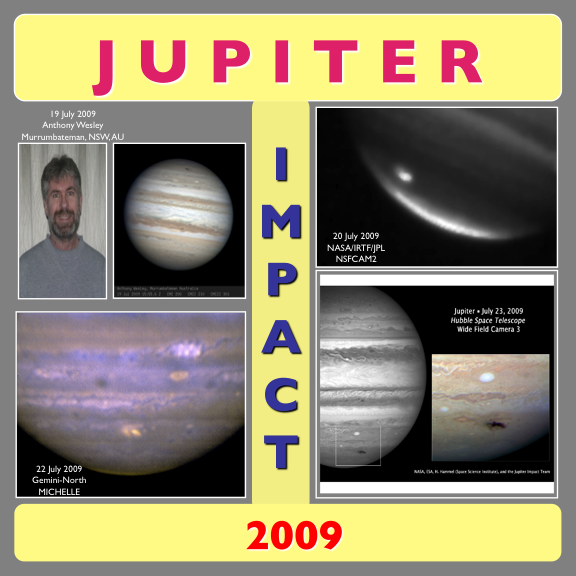 JUPITER
19 July 2009
Anthony Wesley
Murrumbateman, NSW, AU
IMPACT
20 July 2009
NASA/IRTF/JPL
NSFCAM2
Jupiter • July 23, 2009
Hubble Space Telescope
Wide Field Camera 3
NASA, ESA, H. Hammel (Space Science Institute), and the Jupiter Impact Team
22 July 2009
Gemini-North
MICHELLE
2009